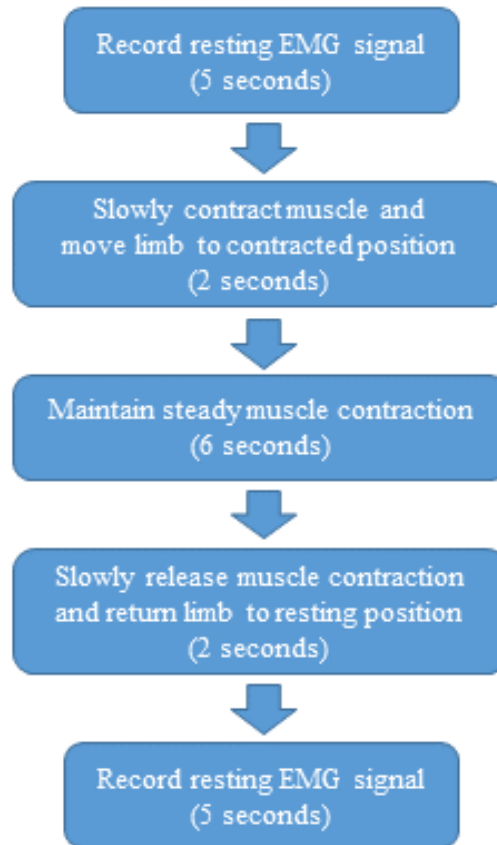 Record resting EMG signal
(5 seconds)
Slowly contract muscle and
move limb to contracted position
(2 seconds)
Maintain steady muscle contraction
(6 seconds)
Slowly release muscle contraction
and return limb to resting position
(2 seconds)
Record resting EMG signal
(5 seconds)